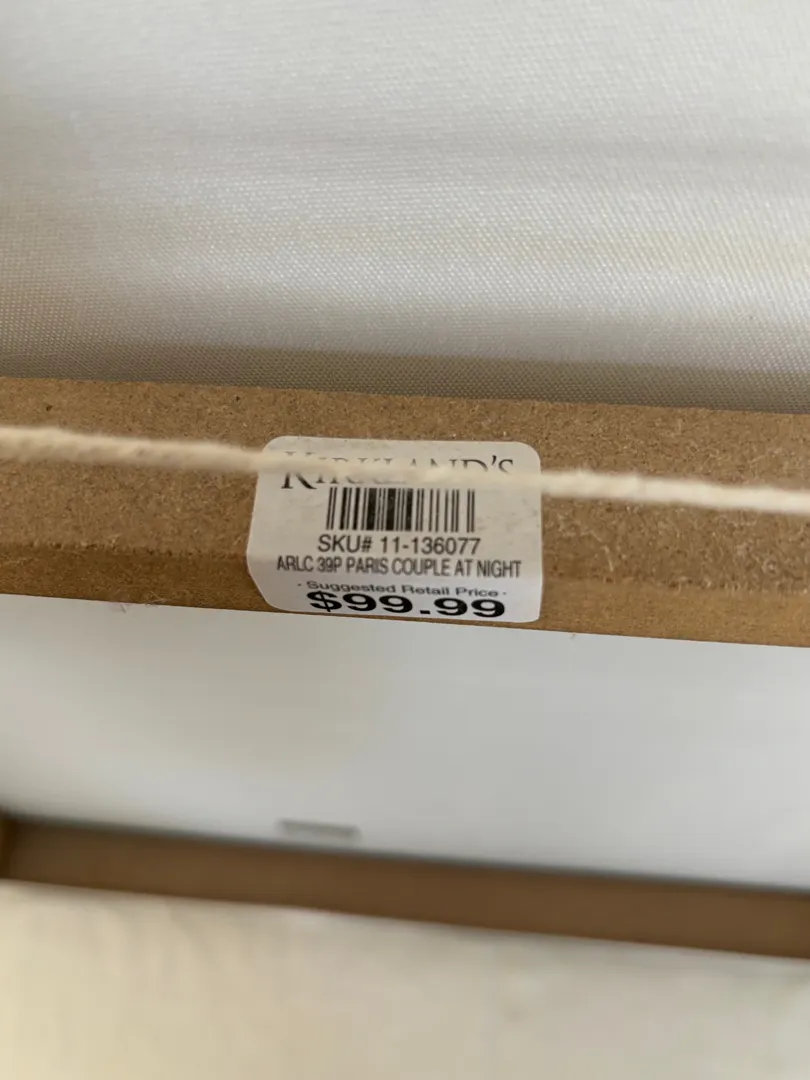 KIRKLAND'S
SKU# 11-136077
ARLC 39P PARIS COUPLE AT NIGHT
· Suggested Retail Price ·
$99.99